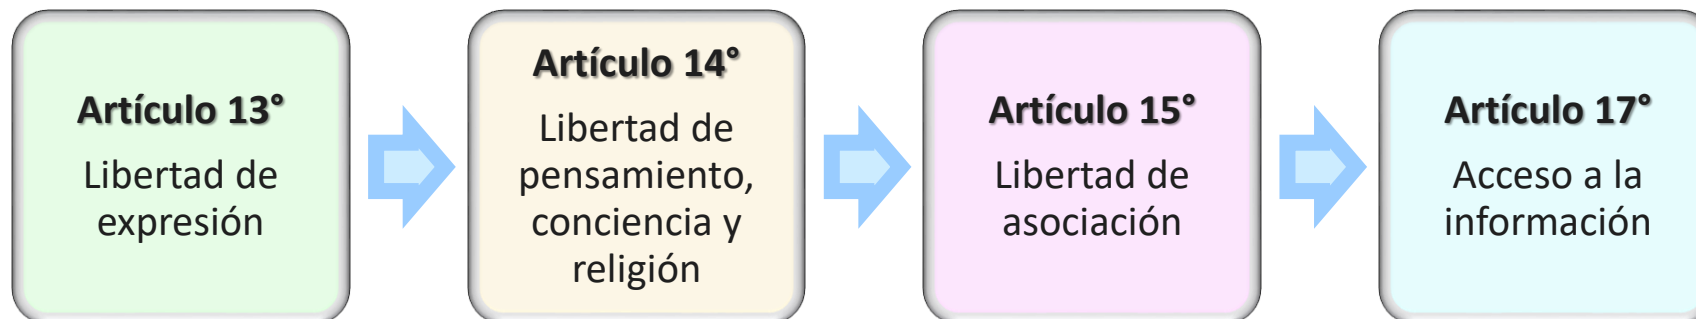 Artículo 13°
Libertad de
expresión
Artículo 14°
Libertad de
pensamiento,
conciencia y
religión
Artículo 15°
Libertad de
asociación
Artículo 17°
Acceso a la
información